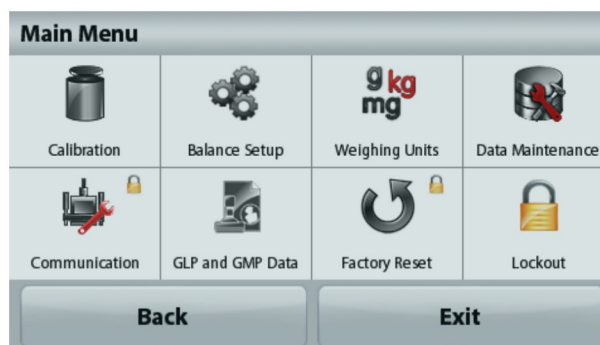 Main Menu
g kg
mg
Calibration
Balance Setup
Weighing Units
Data Maintenance
Communication
GLP and GMP Data
Factory Reset
Lockout
Back
Exit